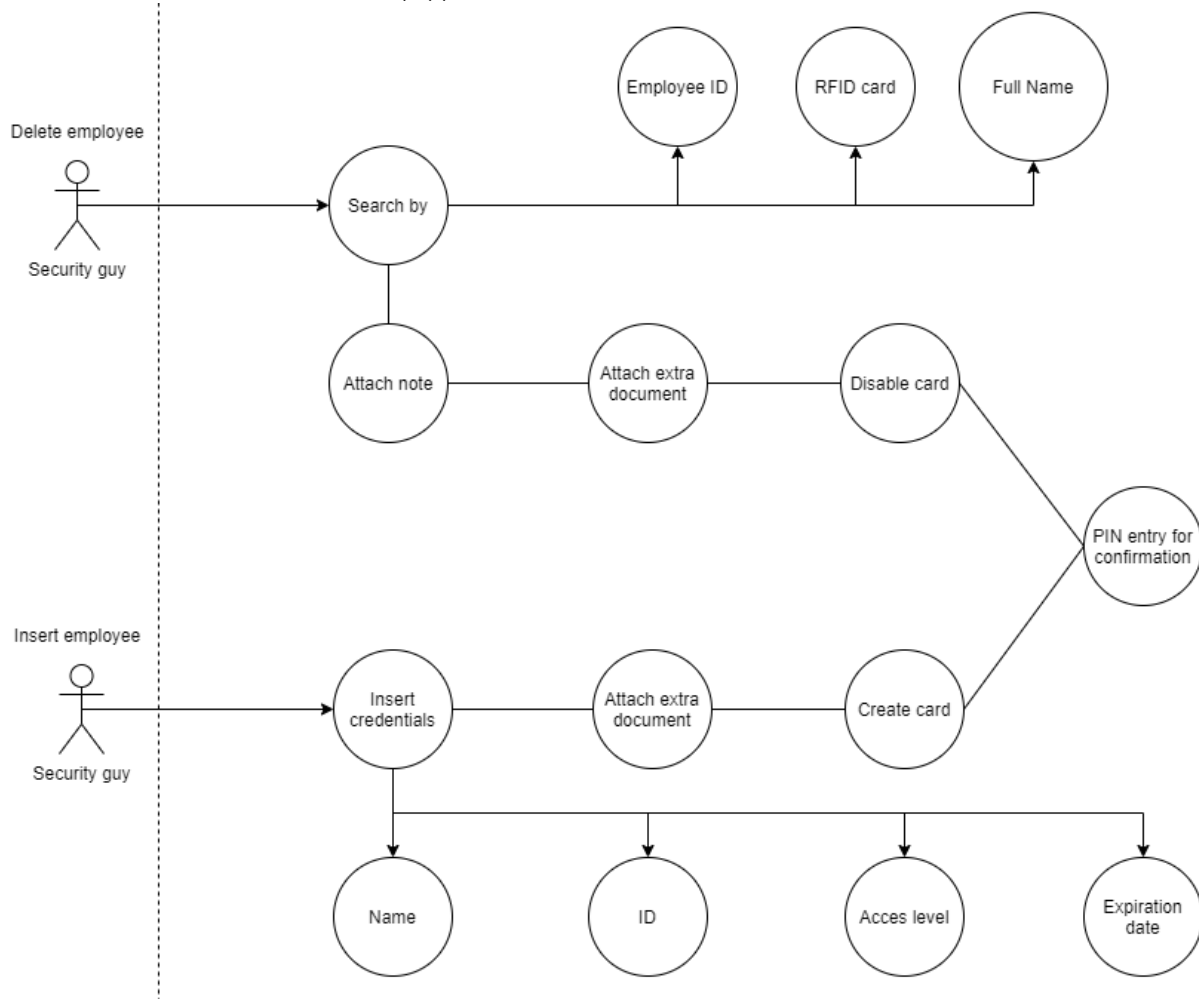 Employee ID
RFID card
Full Name
Delete employee
Search by
Security guy
Attach note
Attach extra
document
Disable card
PIN entry for
confirmation
Insert employee
Insert
credentials
Attach extra
document
Create card
Security guy
Name
ID
Acces level
Expiration
date